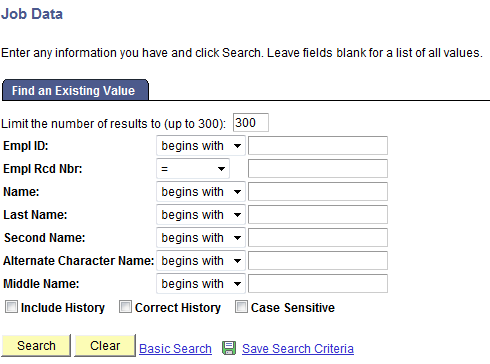 Job Data
Enter any information you have and click Search. Leave fields blank for a list of all values.
Find an Existing Value
Limit the number of results to (up to 300): 300
Empl ID: begins with
Empl Rcd Nbr: =
Name: begins with
Last Name: begins with
Second Name: begins with
Alternate Character Name: begins with
Middle Name: begins with
Include History Correct History Case Sensitive
Search Clear Basic Search Save Search Criteria